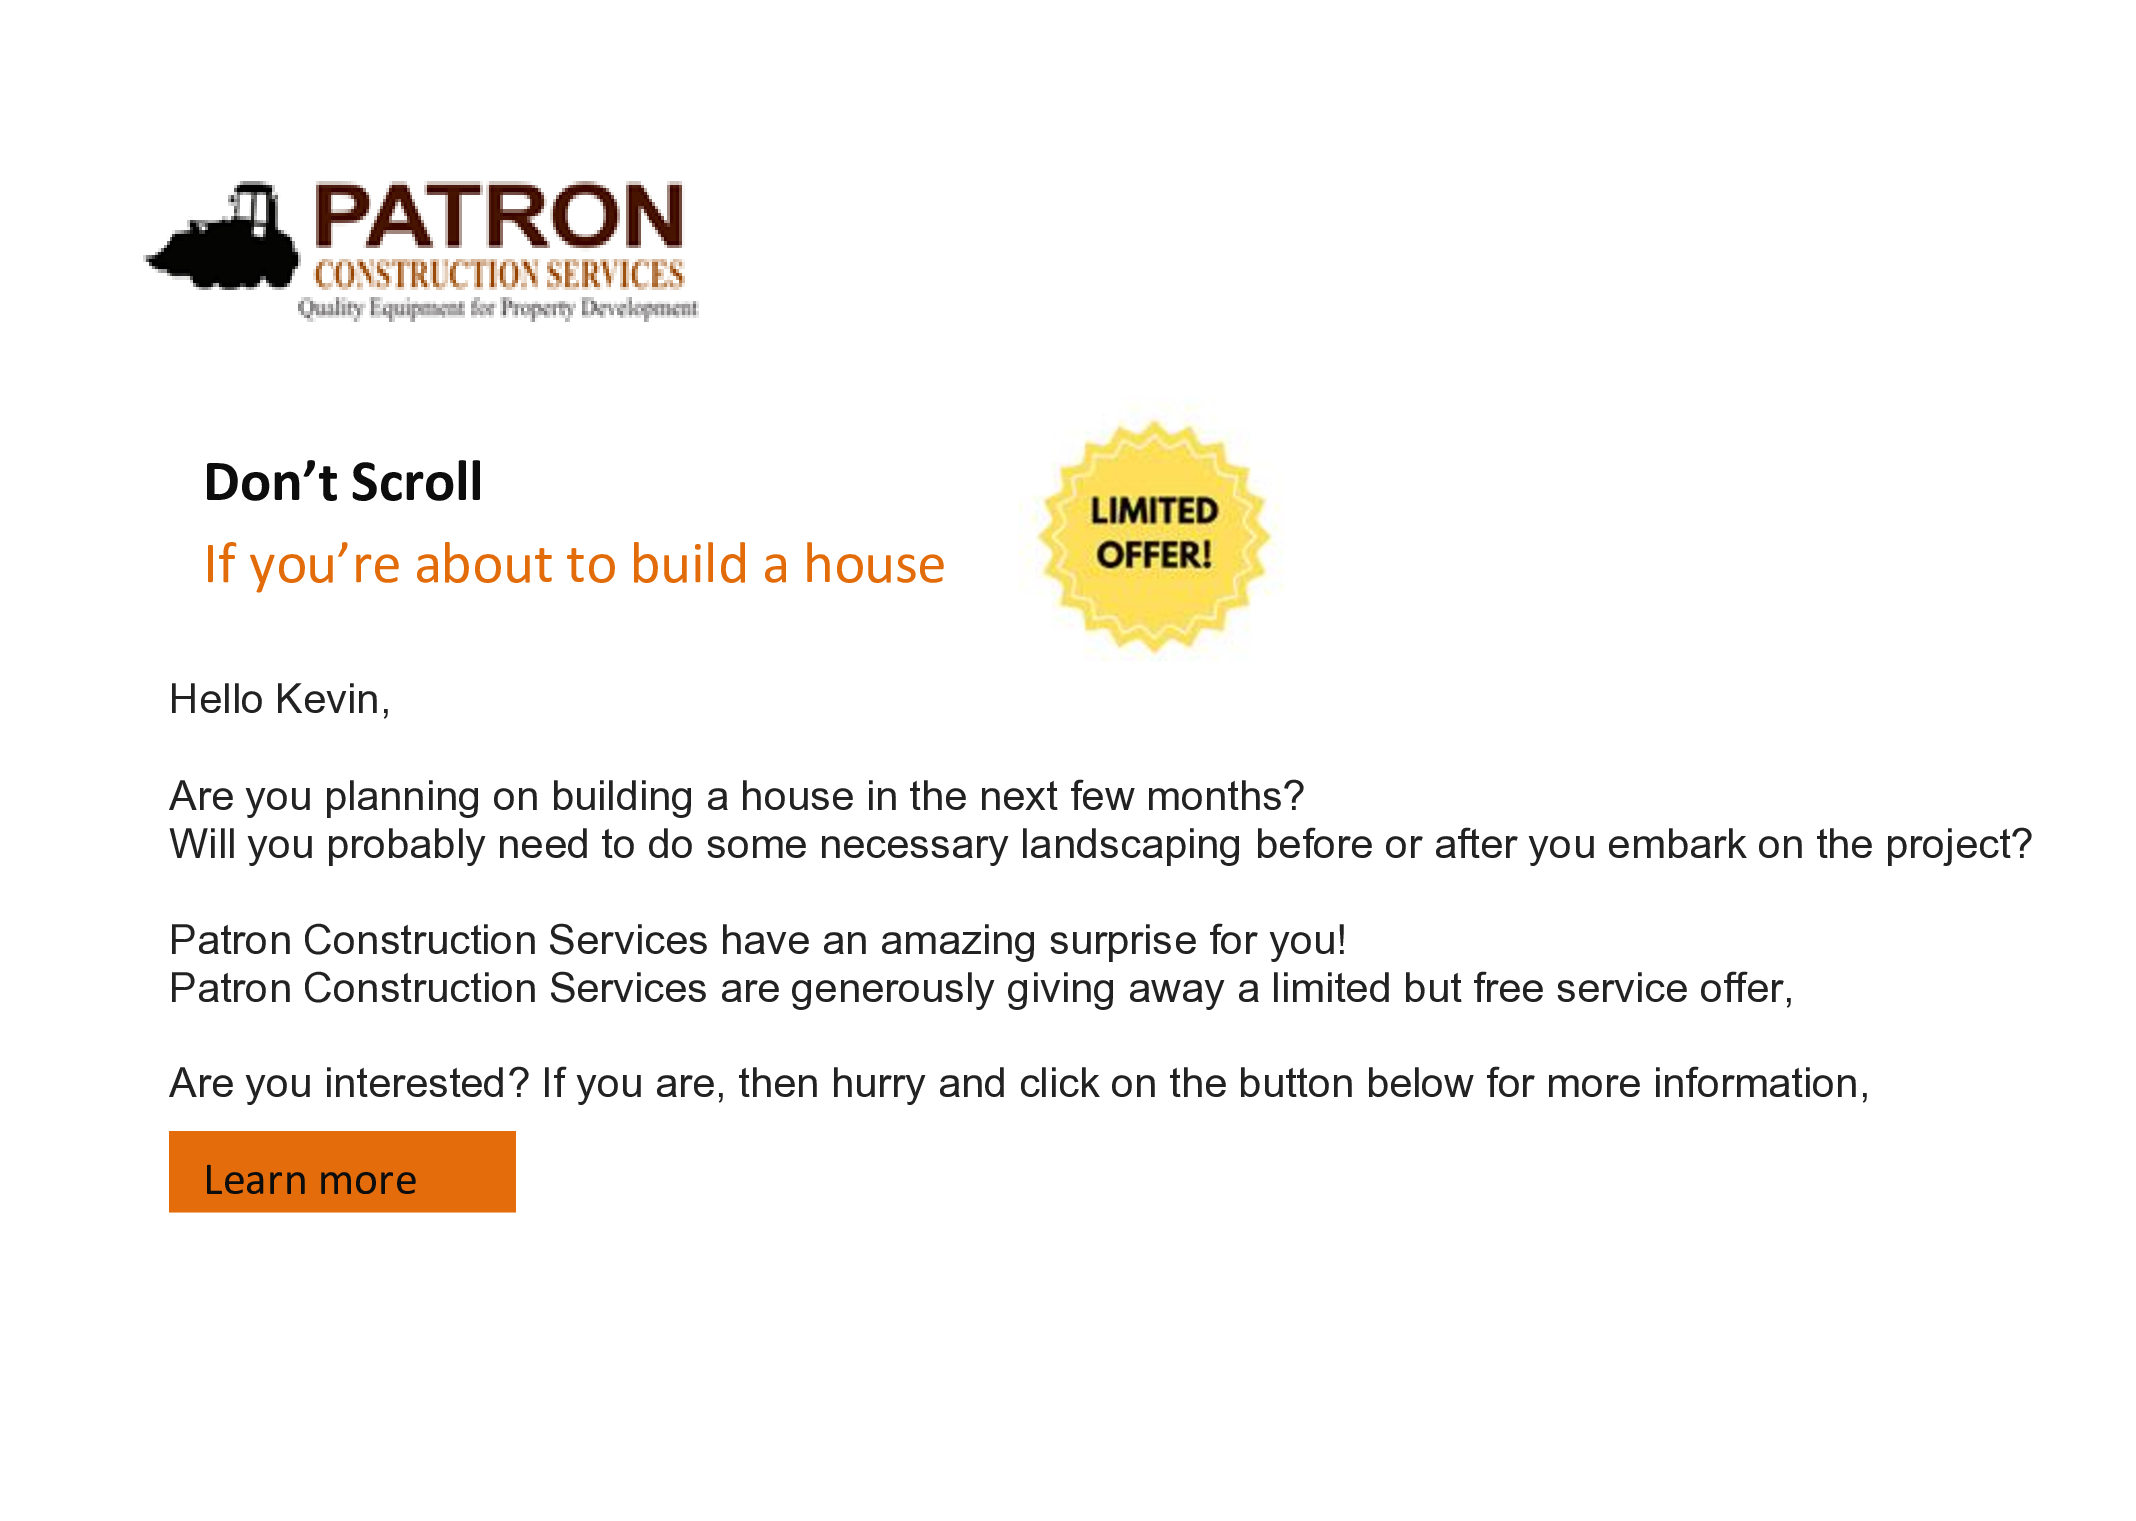 PATRON
CONSTRUCTION SERVICES
Quality Equipment for Property Development
Don’t Scroll
If you’re about to build a house
LIMITED
OFFER!
Hello Kevin,
Are you planning on building a house in the next few months?
Will you probably need to do some necessary landscaping before or after you embark on the project?
Patron Construction Services have an amazing surprise for you!
Patron Construction Services are generously giving away a limited but free service offer,
Are you interested? If you are, then hurry and click on the button below for more information,
Learn more